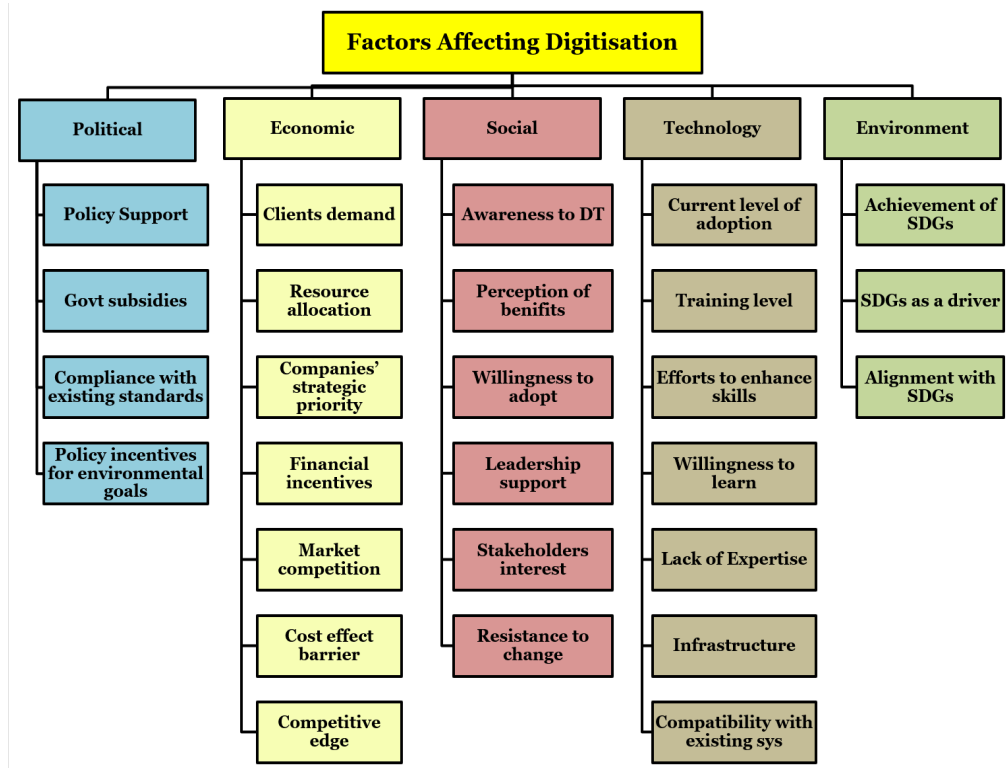 Factors Affecting Digitisation
Political
Economic
Social
Technology
Environment
Policy Support
Govt subsidies
Compliance with
existing standards
Policy incentives
for environmental
goals
Clients demand
Resource
allocation
Companies’
strategic
priority
Financial
incentives
Market
competition
Cost effect
barrier
Competitive
edge
Awareness to DT
Perception of
benifits
Willingness to
adopt
Leadership
support
Stakeholders
interest
Resistance to
change
Current level of
adoption
Training level
Efforts to enhance
skills
Willingness to
learn
Lack of Expertise
Infrastructure
Compatibility with
existing sys
Achievement of
SDGs
SDGs as a driver
Alignment with
SDGs